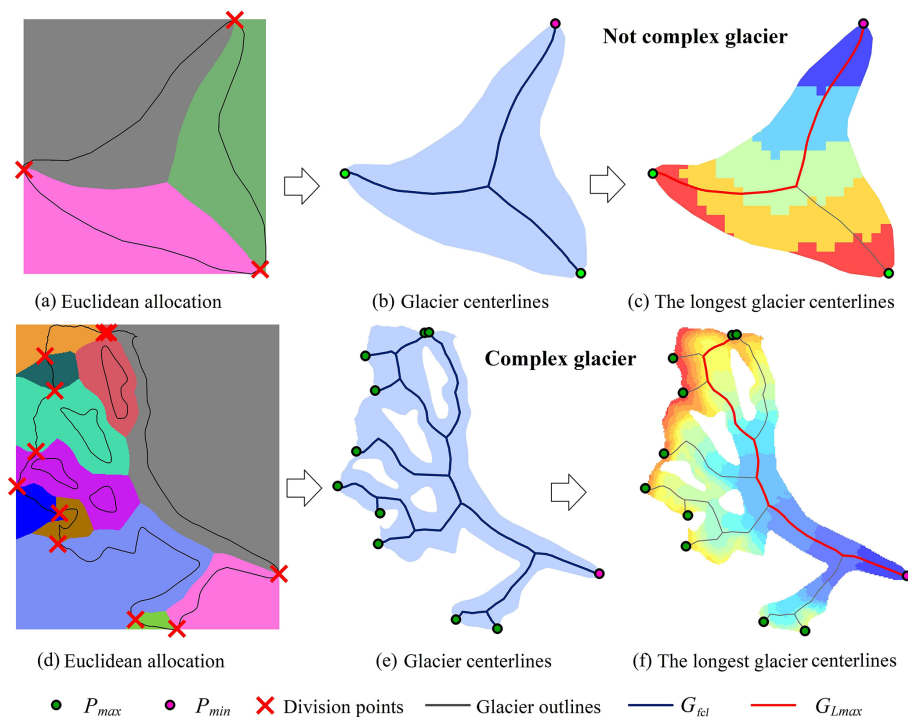 Not complex glacier
(a) Euclidean allocation
(b) Glacier centerlines
(c) The longest glacier centerlines
Complex glacier
(d) Euclidean allocation
(e) Glacier centerlines
(f) The longest glacier centerlines
Pmax Pmin Division points Glacier outlines Gfcl GLmax